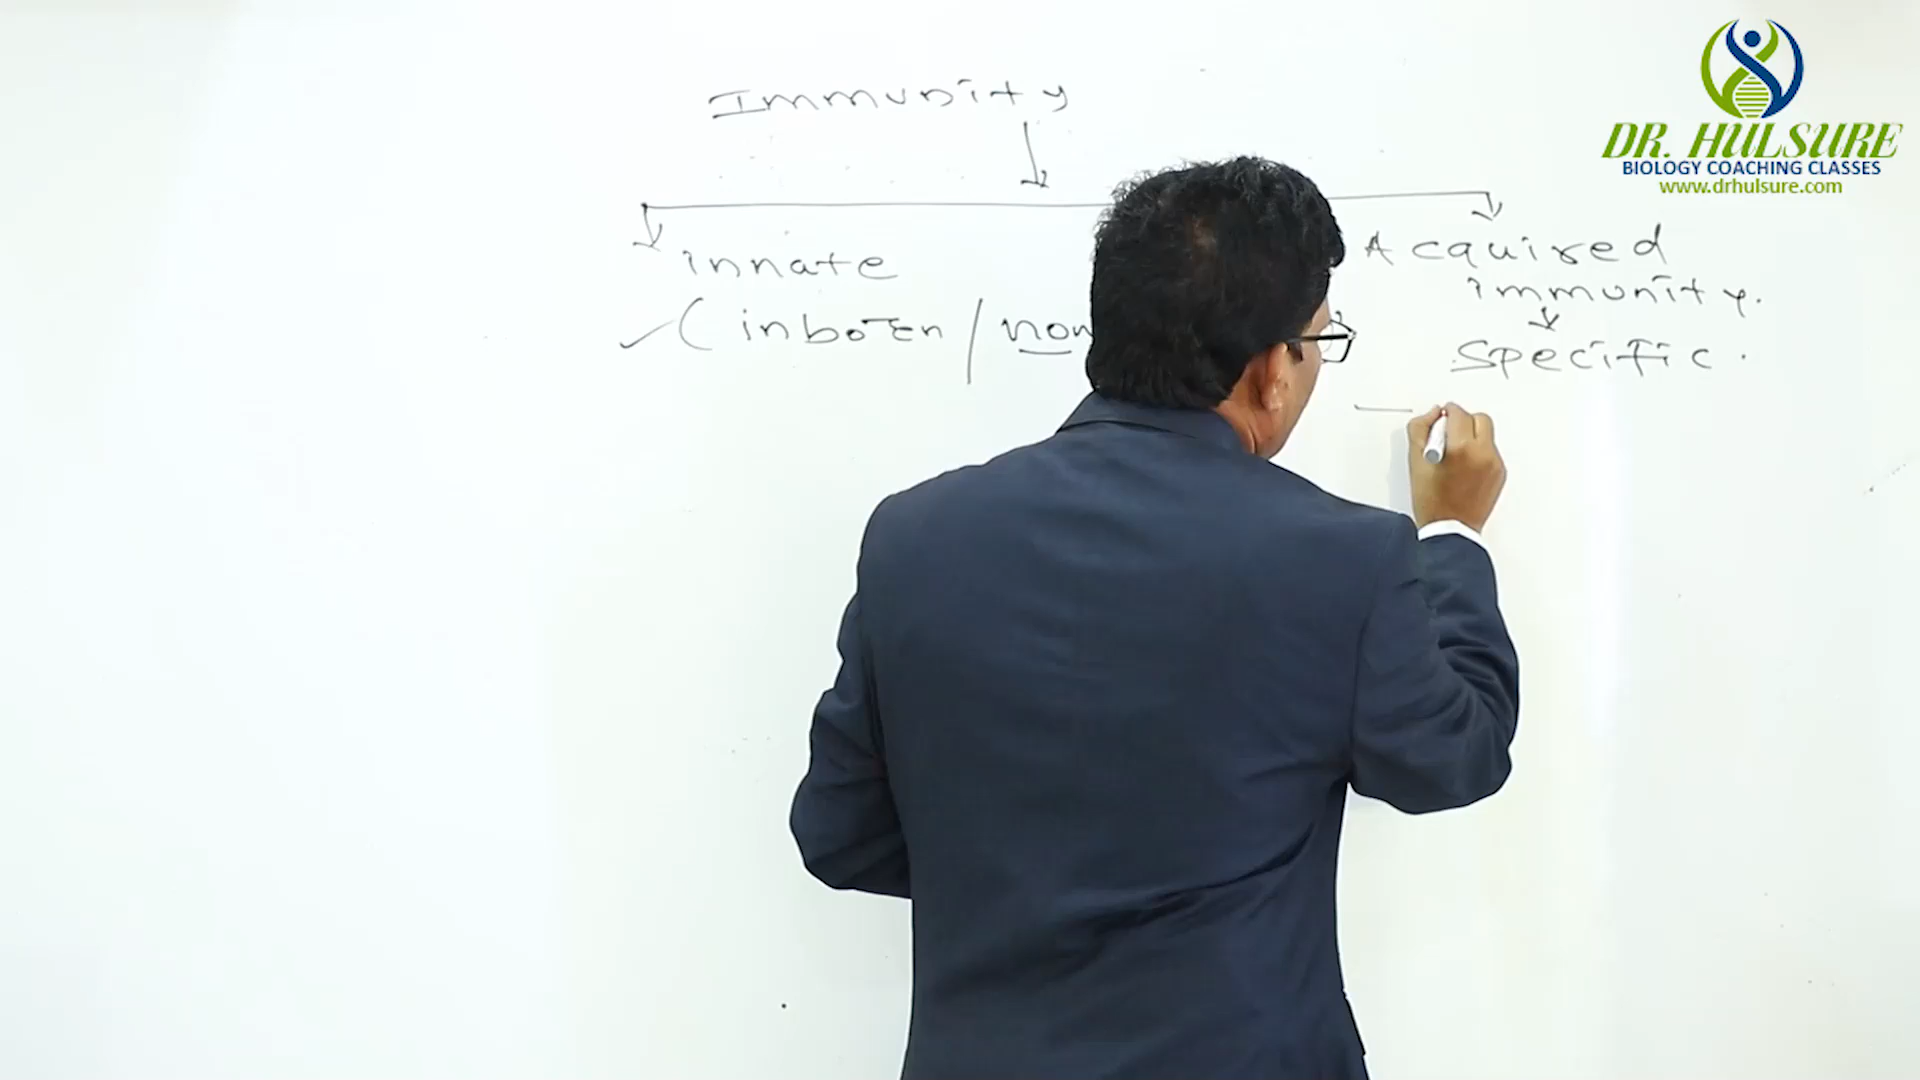 Immunity
innate
Acquired
immunity.
(inborn / non
Specific.
DR. HULSURE
BIOLOGY COACHING CLASSES
www.drhulsure.com